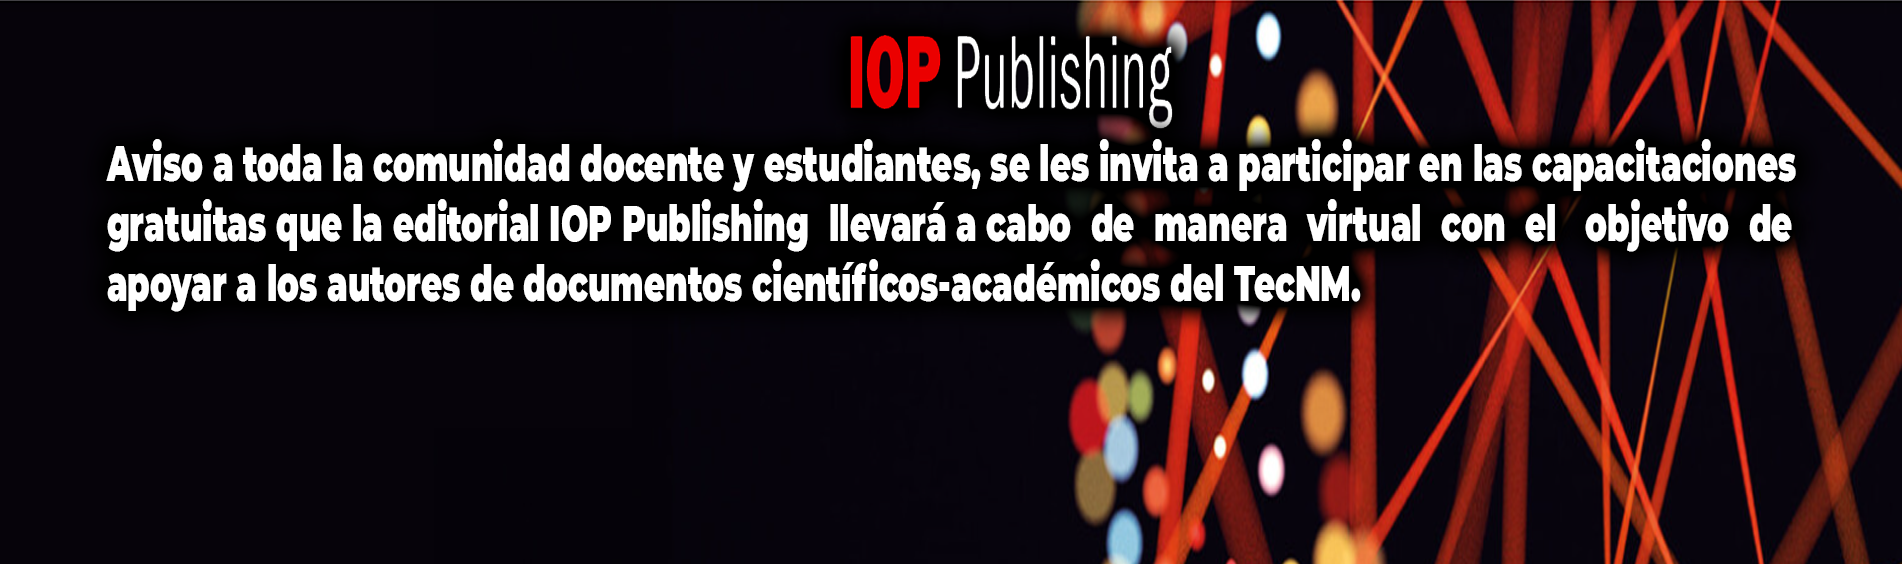 IOP Publishing
Aviso a toda la comunidad docente y estudiantes, se les invita a participar en las capacitaciones
gratuitas que la editorial IOP Publishing llevará a cabo de manera virtual con el objetivo de
apoyar a los autores de documentos científicos-académicos del TecNM.